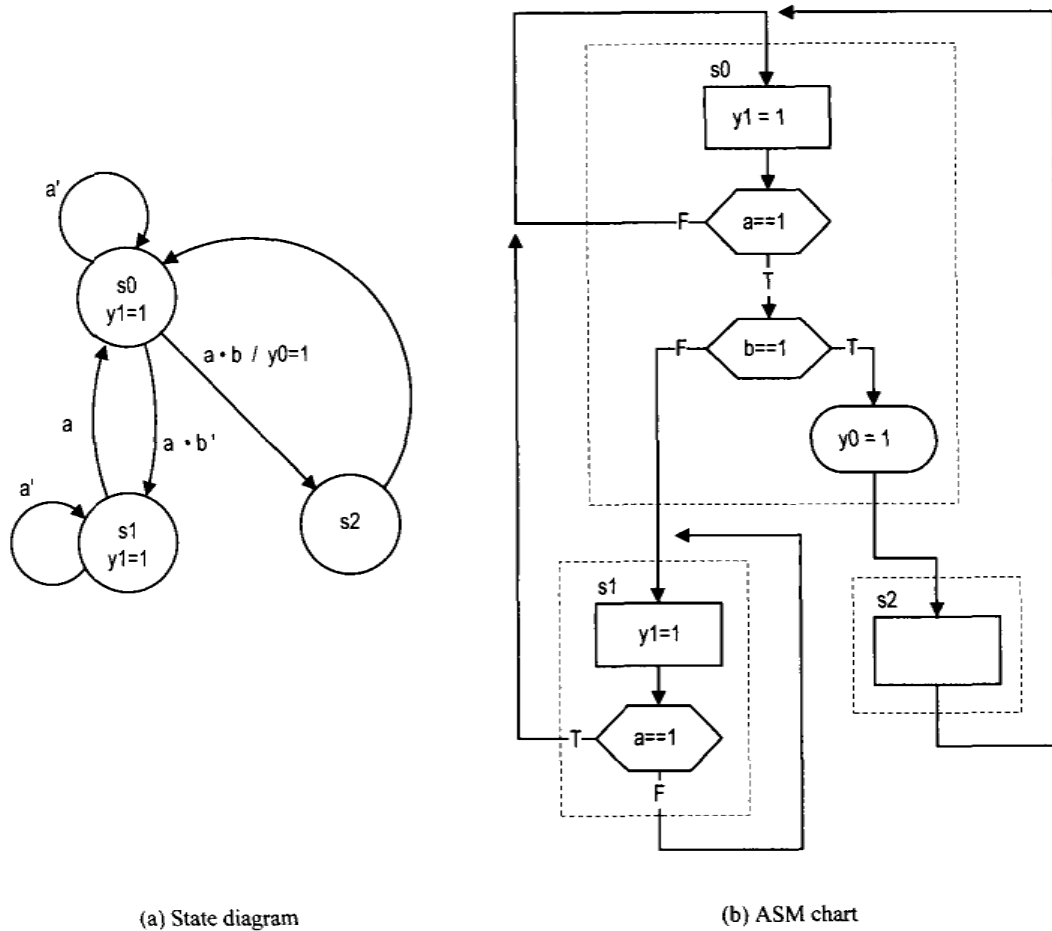 a'
s0
y1=1
a • b / y0=1
a
a • b'
a'
s1
y1=1
s2
(a) State diagram
s0
y1 = 1
F
a==1
T
F
b==1
T
y0 = 1
s1
y1=1
T
a==1
F
s2
(b) ASM chart